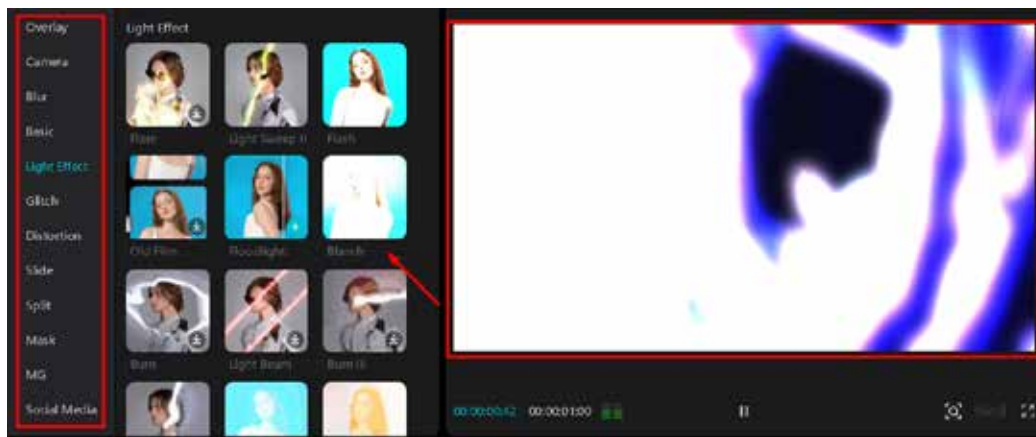 Overlay
Camera
Blur
Basic
Light Effect
Glitch
Distortion
Slide
Split
Mask
MG
Social Media
Light Effect
Flare
Light Sweep II
Flash
Old Film
Floodlight
Blanch
Burn
Light Beam
Burn III
00:00:00:12 00:00:01:00